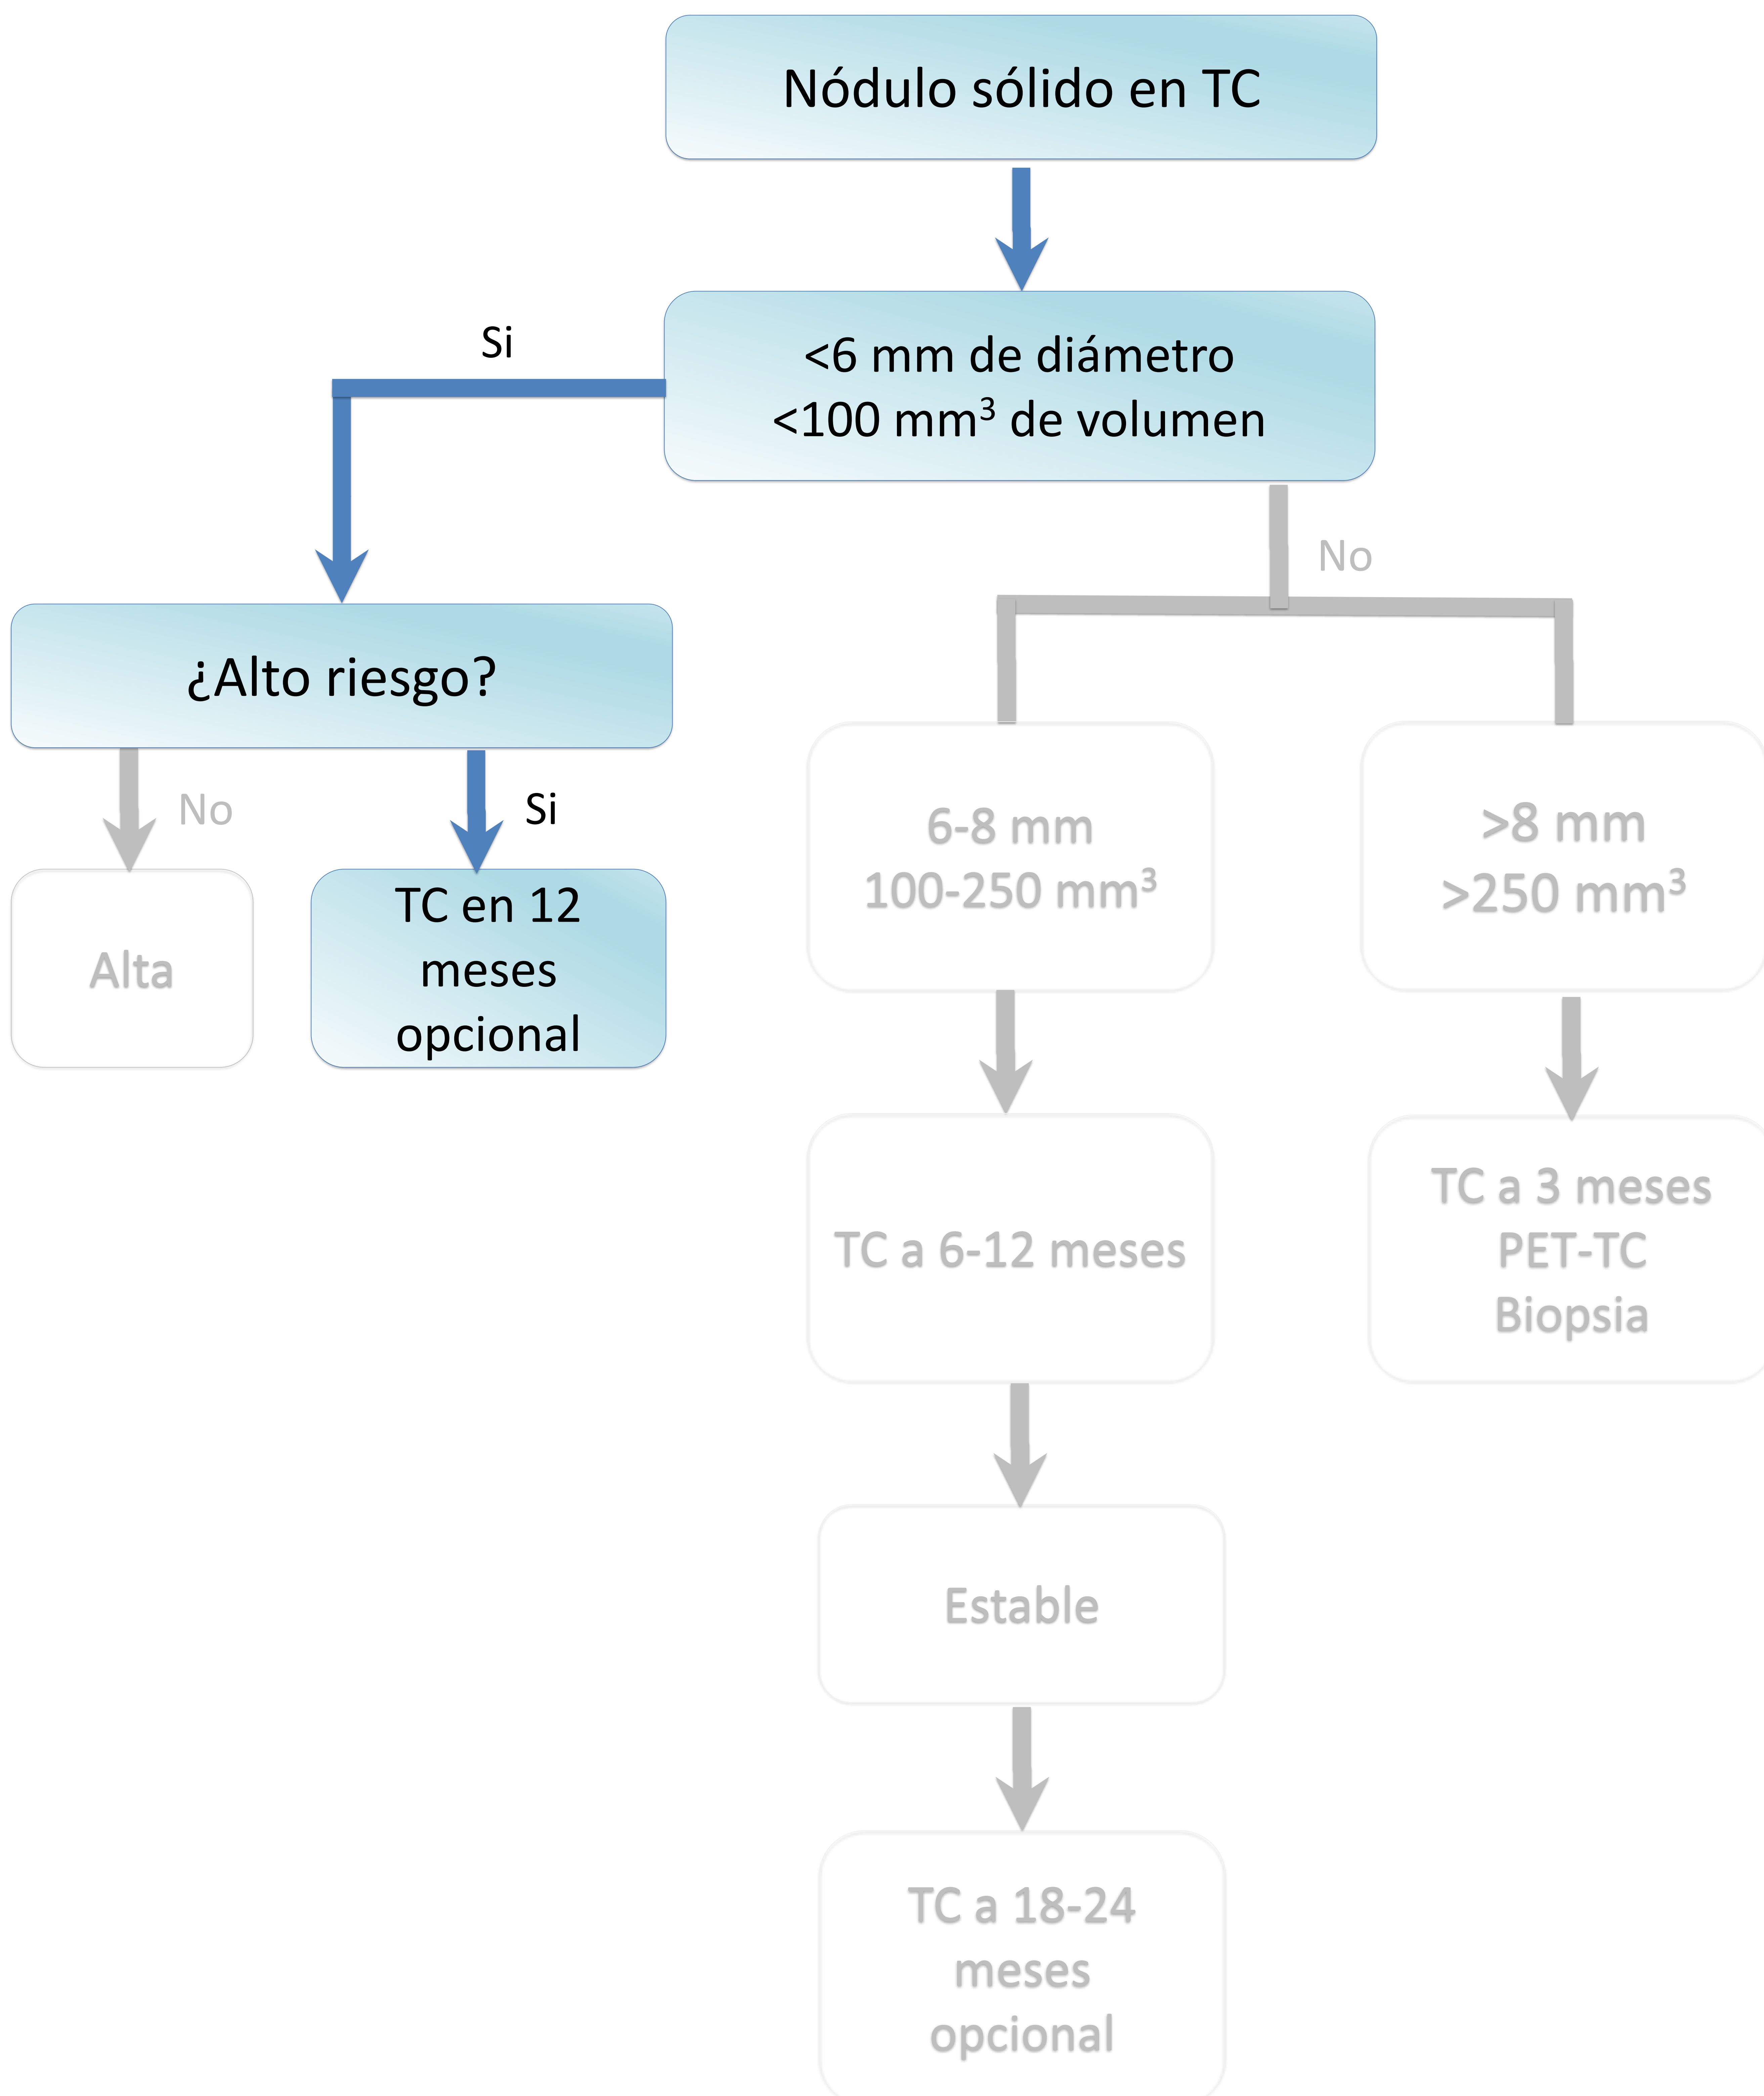 Nódulo sólido en TC
<6 mm de diámetro
<100 mm³ de volumen
Si
No
¿Alto riesgo?
No
Si
Alta
TC en 12
meses
opcional
6-8 mm
100-250 mm³
>8 mm
>250 mm³
TC a 6-12 meses
TC a 3 meses
PET-TC
Biopsia
Estable
TC a 18-24
meses
opcional